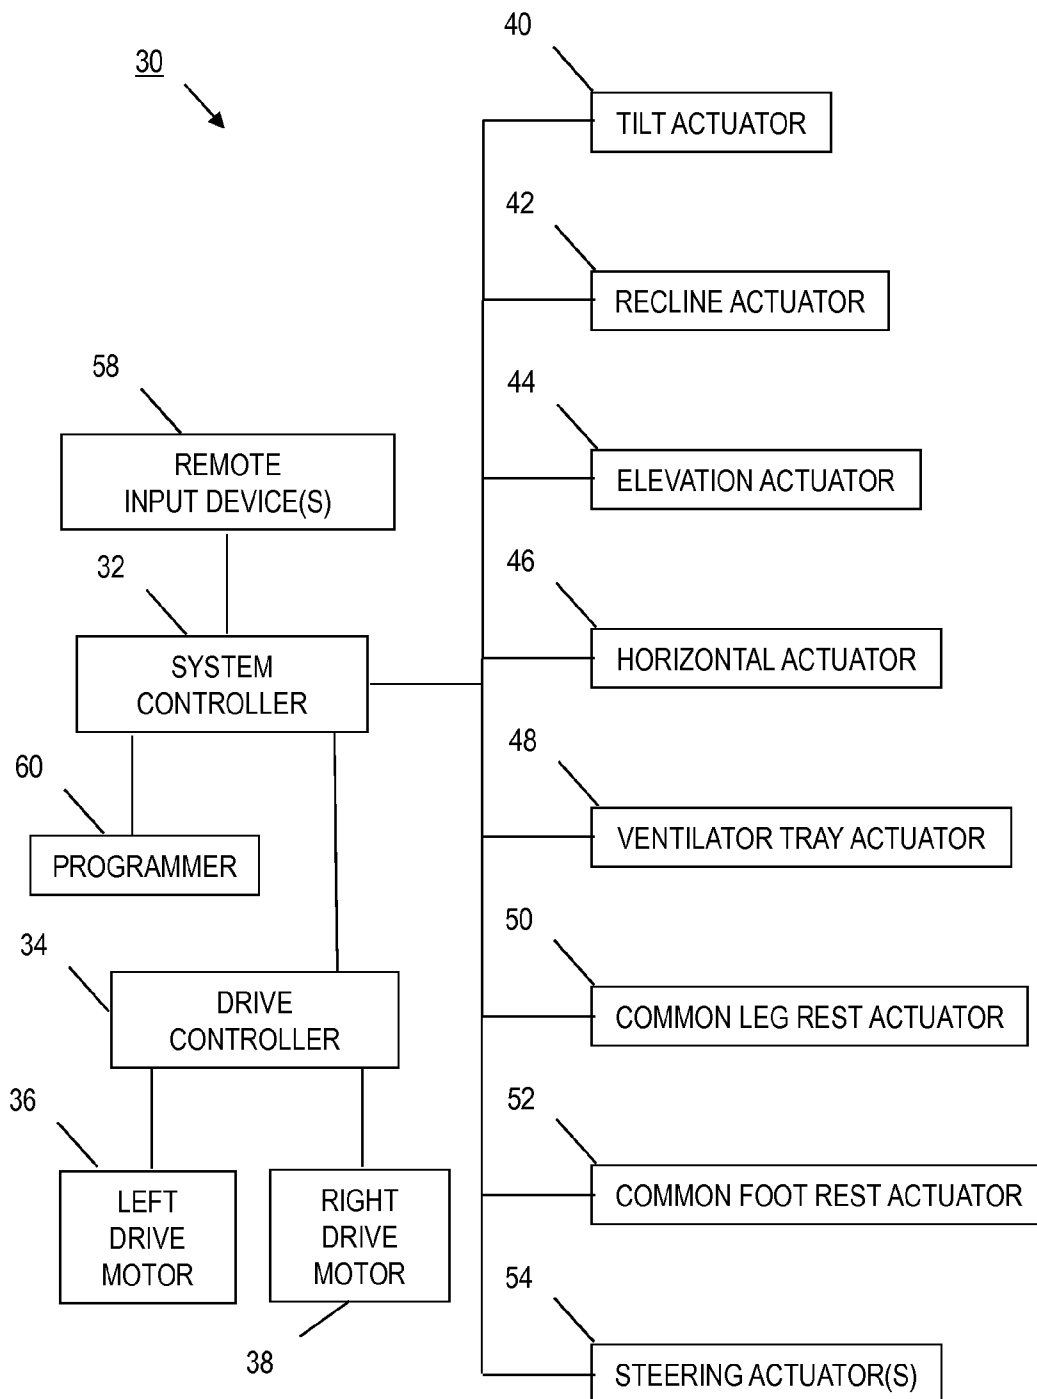 30
40
TILT ACTUATOR
42
RECLINE ACTUATOR
58
REMOTE
INPUT DEVICE(S)
44
ELEVATION ACTUATOR
32
SYSTEM
CONTROLLER
46
HORIZONTAL ACTUATOR
60
PROGRAMMER
48
VENTILATOR TRAY ACTUATOR
34
DRIVE
CONTROLLER
50
COMMON LEG REST ACTUATOR
36
LEFT
DRIVE
MOTOR
RIGHT
DRIVE
MOTOR
38
52
COMMON FOOT REST ACTUATOR
54
STEERING ACTUATOR(S)